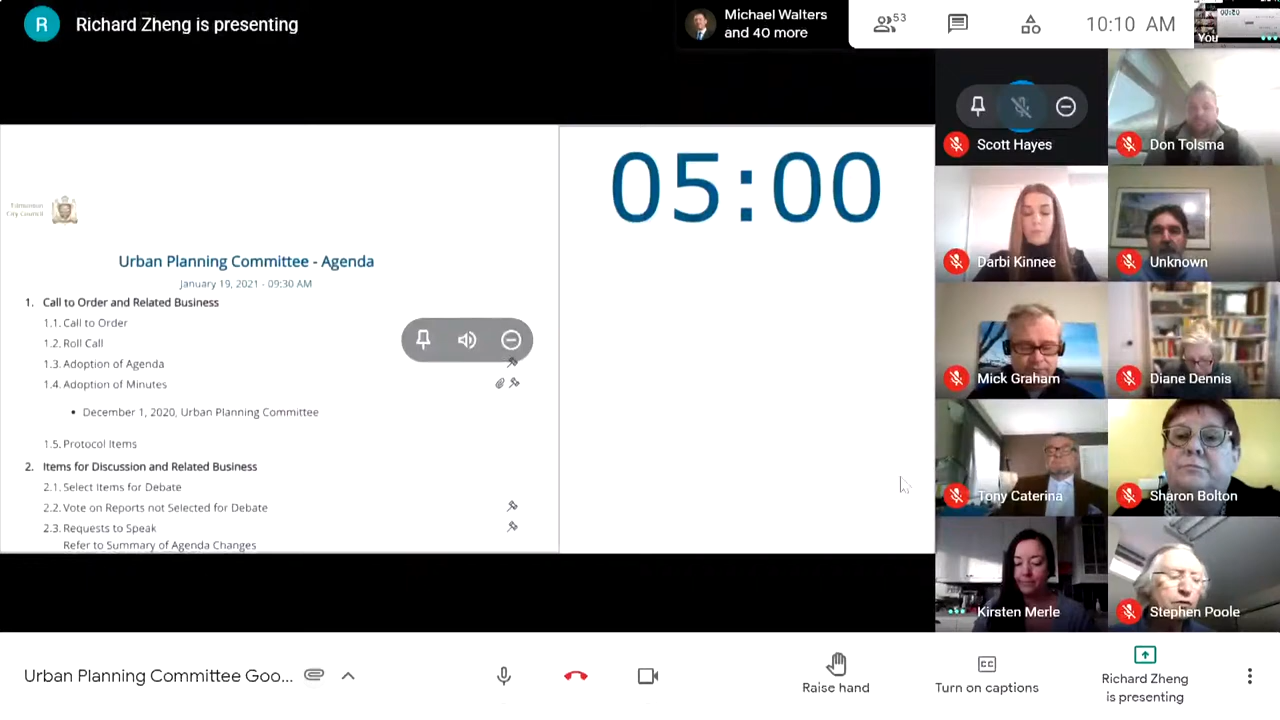 R
Richard Zheng is presenting
Michael Walters
and 40 more
53
10:10 AM
You
Edmonton
City Council
Urban Planning Committee - Agenda
January 19, 2021 - 09:30 AM
1. Call to Order and Related Business
1.1. Call to Order
1.2. Roll Call
1.3. Adoption of Agenda
1.4. Adoption of Minutes
• December 1, 2020, Urban Planning Committee
1.5. Protocol Items
2. Items for Discussion and Related Business
2.1. Select Items for Debate
2.2. Vote on Reports not Selected for Debate
2.3. Requests to Speak
Refer to Summary of Agenda Changes
05:00
Scott Hayes
Don Tolsma
Darbi Kinnee
Unknown
Mick Graham
Diane Dennis
Tony Caterina
Sharon Bolton
Kirsten Merle
Stephen Poole
Urban Planning Committee Goo...
Raise hand
CC
Turn on captions
Richard Zheng
is presenting